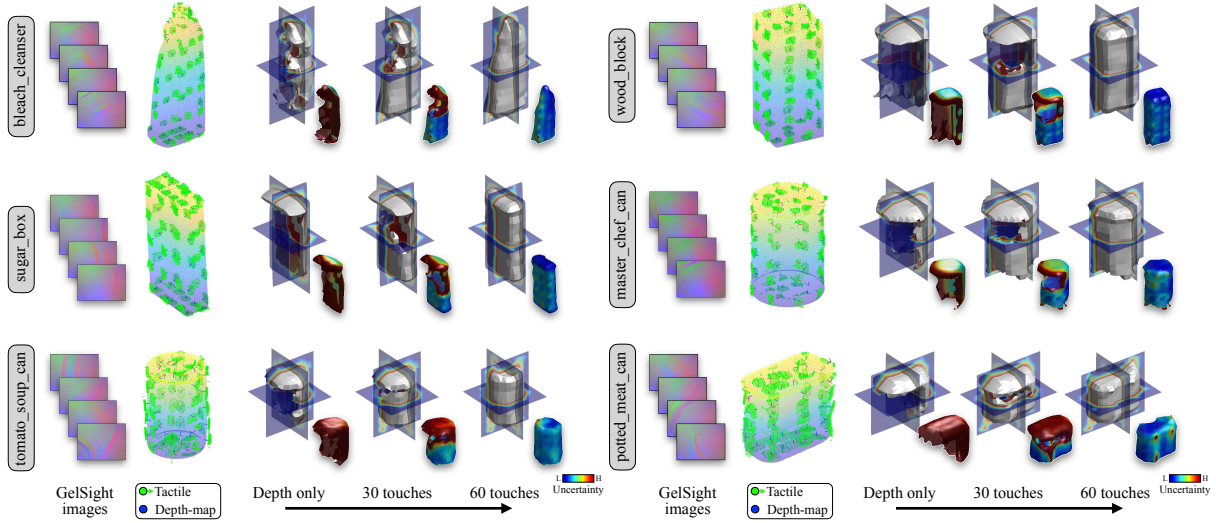 bleach_cleanser
wood_block
sugar_box
master_chef_can
tomato_soup_can
potted_meat_can
GelSight
images
Tactile
Depth-map
Depth only
30 touches
60 touches
L H
Uncertainty
GelSight
images
Tactile
Depth-map
Depth only
30 touches
60 touches
L H
Uncertainty